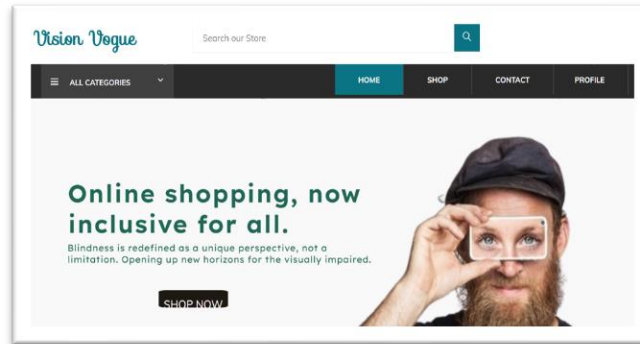 Vision Vogue
Search our Store
ALL CATEGORIES
HOME SHOP CONTACT PROFILE
Online shopping, now
inclusive for all.
Blindness is redefined as a unique perspective, not a
limitation. Opening up new horizons for the visually impaired.
SHOP NOW